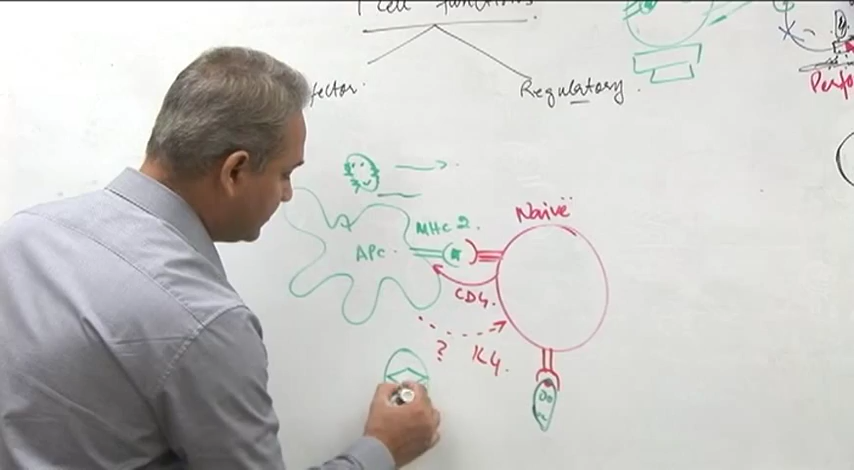 T cell functions.
fector.
Regulatory.
Perfo
Naive
MHC 2.
APC.
CD4.
? IL4.